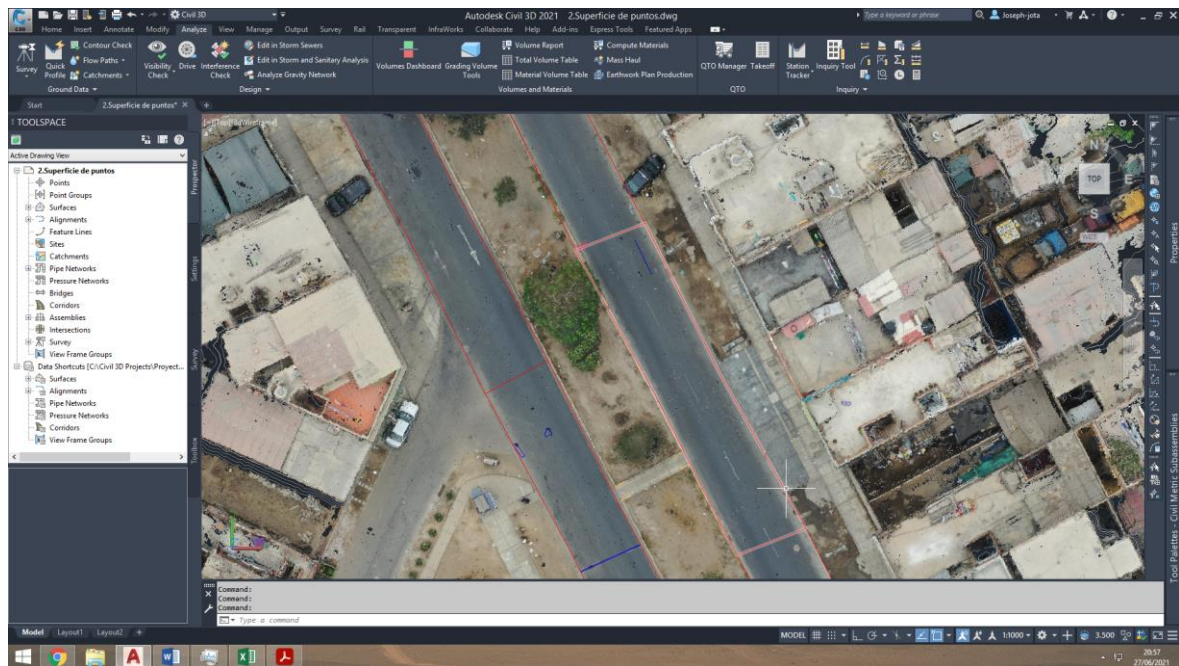 Civil 3D
Autodesk Civil 3D 2021 2.Superficie de puntos.dwg
Type a keyword or phrase
Joseph-jota
Home Insert Annotate Modify Analyze View Manage Output Survey Rail Transparent InfraWorks Collaborate Help Add-ins Express Tools Featured Apps
Survey
Quick Profile
Contour Check
Flow Paths
Catchments
Ground Data
Visibility Check
Drive
Interference Check
Edit in Storm Sewers
Edit in Storm and Sanitary Analysis
Analyze Gravity Network
Design
Volumes Dashboard
Grading Volume Tools
Volume Report
Total Volume Table
Material Volume Table
Compute Materials
Mass Haul
Earthwork Plan Production
Volumes and Materials
QTO Manager
Takeoff
QTO
Station Tracker
Inquiry Tool
Inquiry
Start
2.Superficie de puntos*
TOOLSPACE
Active Drawing View
2.Superficie de puntos
Points
Point Groups
Surfaces
Alignments
Feature Lines
Sites
Catchments
Pipe Networks
Pressure Networks
Bridges
Corridors
Assemblies
Intersections
Survey
View Frame Groups
Data Shortcuts [C:\Civil 3D Projects\Proyect...
Surfaces
Alignments
Pipe Networks
Pressure Networks
Corridors
View Frame Groups
Prospector
Settings
Survey
Toolbox
[-][Top][2dWireframe]
N
TOP
E
S
Properties
Tool Palettes - Civil Metric Subassemblies
Command:
Command:
Command:
Type a command
Model Layout1 Layout2 +
MODEL
1:1000
3.500
20:57
27/06/2021